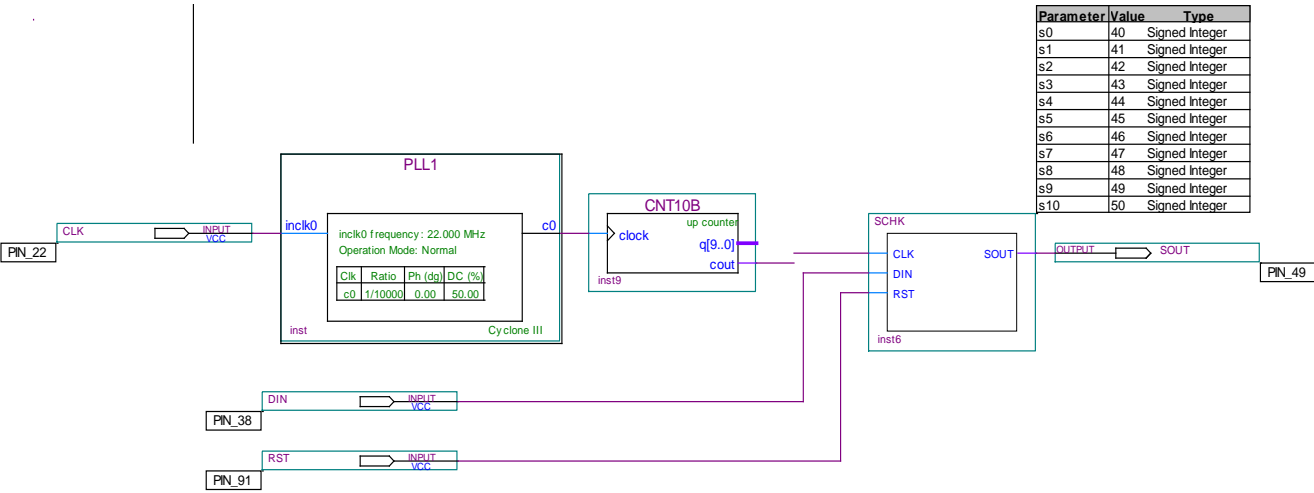 Parameter Value Type
s0 40 Signed Integer
s1 41 Signed Integer
s2 42 Signed Integer
s3 43 Signed Integer
s4 44 Signed Integer
s5 45 Signed Integer
s6 46 Signed Integer
s7 47 Signed Integer
s8 48 Signed Integer
s9 49 Signed Integer
s10 50 Signed Integer
PLL1
inclk0
c0
inclk0 frequency: 22.000 MHz
Operation Mode: Normal
Clk Ratio Ph (dg) DC (%)
c0 1/10000 0.00 50.00
inst
Cyclone III
CNT10B
up counter
clock
q[9..0]
cout
inst9
SCHK
CLK
DIN
RST
SOUT
inst6
CLK
INPUT
VCC
PIN_22
OUTPUT
SOUT
PIN_49
DIN
INPUT
VCC
PIN_38
RST
INPUT
VCC
PIN_91